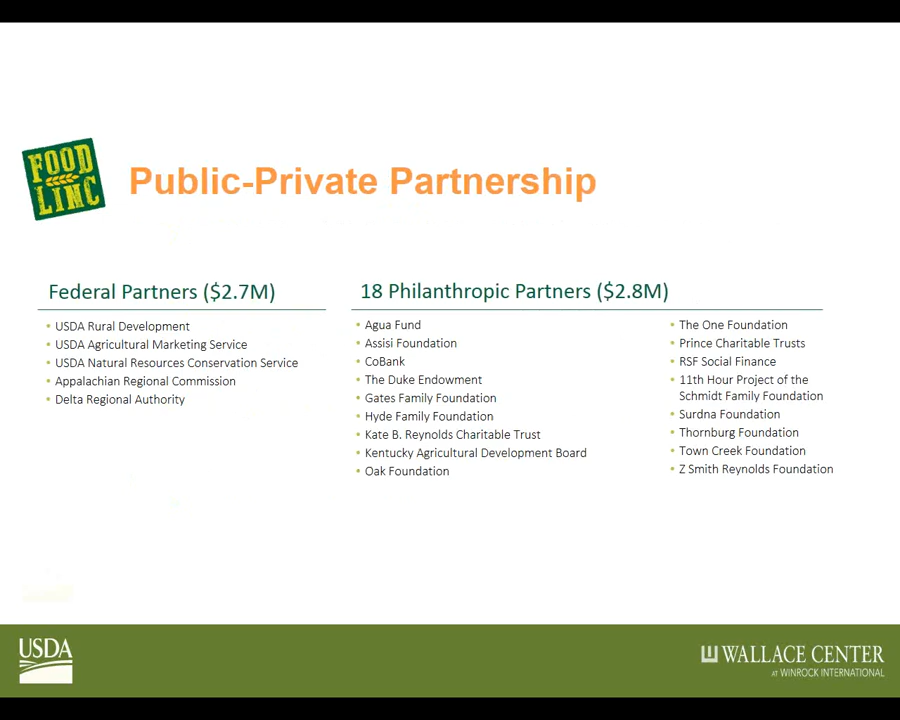 FOOD
LINC
Public-Private Partnership
Federal Partners ($2.7M)
• USDA Rural Development
• USDA Agricultural Marketing Service
• USDA Natural Resources Conservation Service
• Appalachian Regional Commission
• Delta Regional Authority
18 Philanthropic Partners ($2.8M)
• Agua Fund
• Assisi Foundation
• CoBank
• The Duke Endowment
• Gates Family Foundation
• Hyde Family Foundation
• Kate B. Reynolds Charitable Trust
• Kentucky Agricultural Development Board
• Oak Foundation
• The One Foundation
• Prince Charitable Trusts
• RSF Social Finance
• 11th Hour Project of the
Schmidt Family Foundation
• Surdna Foundation
• Thornburg Foundation
• Town Creek Foundation
• Z Smith Reynolds Foundation
USDA
WALLACE CENTER
AT WINROCK INTERNATIONAL